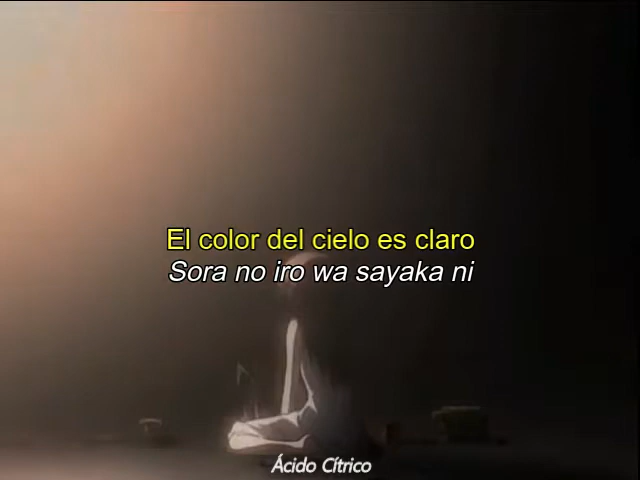 El color del cielo es claro
Sora no iro wa sayaka ni
Ácido Cítrico